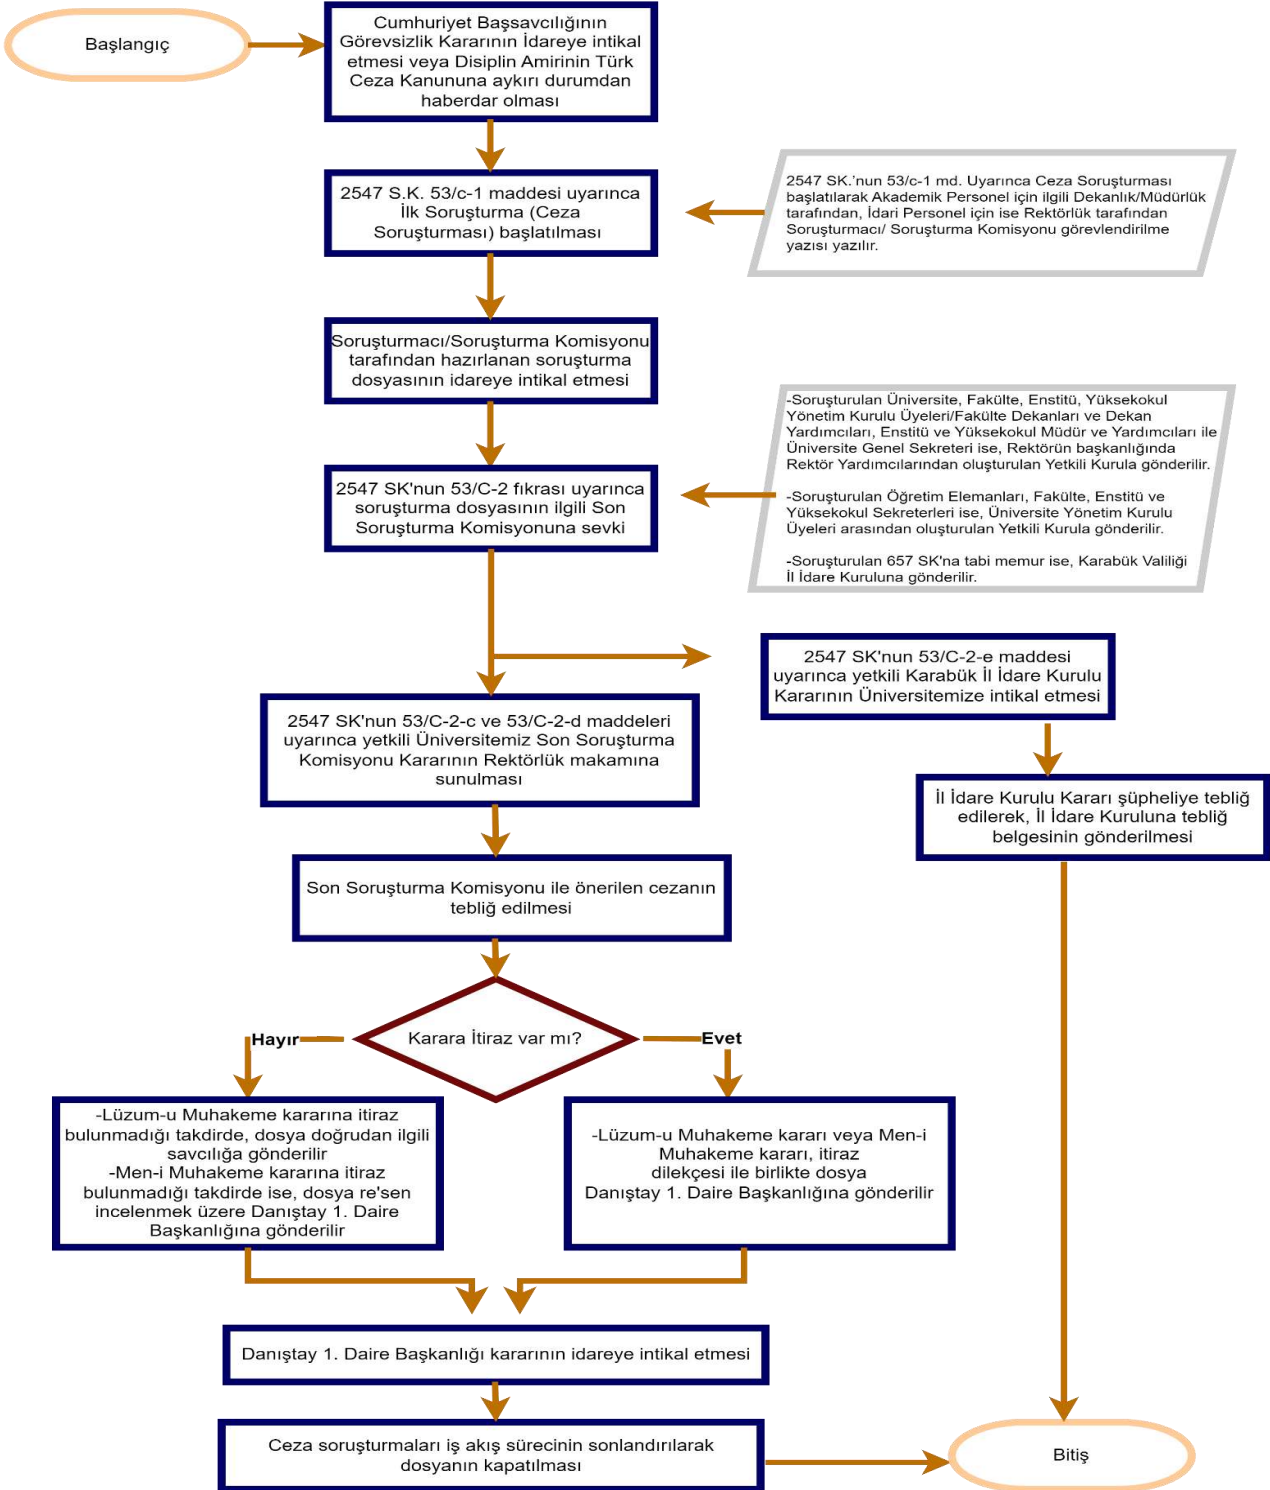 Başlangıç
Cumhuriyet Başsavcılığının
Görevsizlik Kararının İdareye intikal
etmesi veya Disiplin Amirinin Türk
Ceza Kanununa aykırı durumdan
haberdar olması
2547 S.K. 53/c-1 maddesi uyarınca
İlk Soruşturma (Ceza
Soruşturması) başlatılması
2547 SK.'nun 53/c-1 md. Uyarınca Ceza Soruşturması
başlatılarak Akademik Personel için ilgili Dekanlık/Müdürlük
tarafından, İdari Personel için ise Rektörlük tarafından
Soruşturmacı/ Soruşturma Komisyonu görevlendirilme
yazısı yazılır.
Soruşturmacı/Soruşturma Komisyonu
tarafından hazırlanan soruşturma
dosyasının idareye intikal etmesi
-Soruşturulan Üniversite, Fakülte, Enstitü, Yüksekokul
Yönetim Kurulu Üyeleri/Fakülte Dekanları ve Dekan
Yardımcıları, Enstitü ve Yüksekokul Müdür ve Yardımcıları ile
Üniversite Genel Sekreteri ise, Rektörün başkanlığında
Rektör Yardımcılarından oluşturulan Yetkili Kurula gönderilir.
-Soruşturulan Öğretim Elemanları, Fakülte, Enstitü ve
Yüksekokul Sekreterleri ise, Üniversite Yönetim Kurulu
Üyeleri arasından oluşturulan Yetkili Kurula gönderilir.
-Soruşturulan 657 SK'na tabi memur ise, Karabük Valiliği
İl İdare Kuruluna gönderilir.
2547 SK'nun 53/C-2 fıkrası uyarınca
soruşturma dosyasının ilgili Son
Soruşturma Komisyonuna sevki
2547 SK'nun 53/C-2-e maddesi
uyarınca yetkili Karabük İl İdare Kurulu
Kararının Üniversitemize intikal etmesi
2547 SK'nun 53/C-2-c ve 53/C-2-d maddeleri
uyarınca yetkili Üniversitemiz Son Soruşturma
Komisyonu Kararının Rektörlük makamına
sunulması
İl İdare Kurulu Kararı şüpheliye tebliğ
edilerek, İl İdare Kuruluna tebliğ
belgesinin gönderilmesi
Son Soruşturma Komisyonu ile önerilen cezanın
tebliğ edilmesi
Karara İtiraz var mı?
Hayır
Evet
-Lüzum-u Muhakeme kararına itiraz
bulunmadığı takdirde, dosya doğrudan ilgili
savcılığa gönderilir
-Men-i Muhakeme kararına itiraz
bulunmadığı takdirde ise, dosya re'sen
incelenmek üzere Danıştay 1. Daire
Başkanlığına gönderilir
-Lüzum-u Muhakeme kararı veya Men-i
Muhakeme kararı, itiraz
dilekçesi ile birlikte dosya
Danıştay 1. Daire Başkanlığına gönderilir
Danıştay 1. Daire Başkanlığı kararının idareye intikal etmesi
Ceza soruşturmaları iş akış sürecinin sonlandırılarak
dosyanın kapatılması
Bitiş